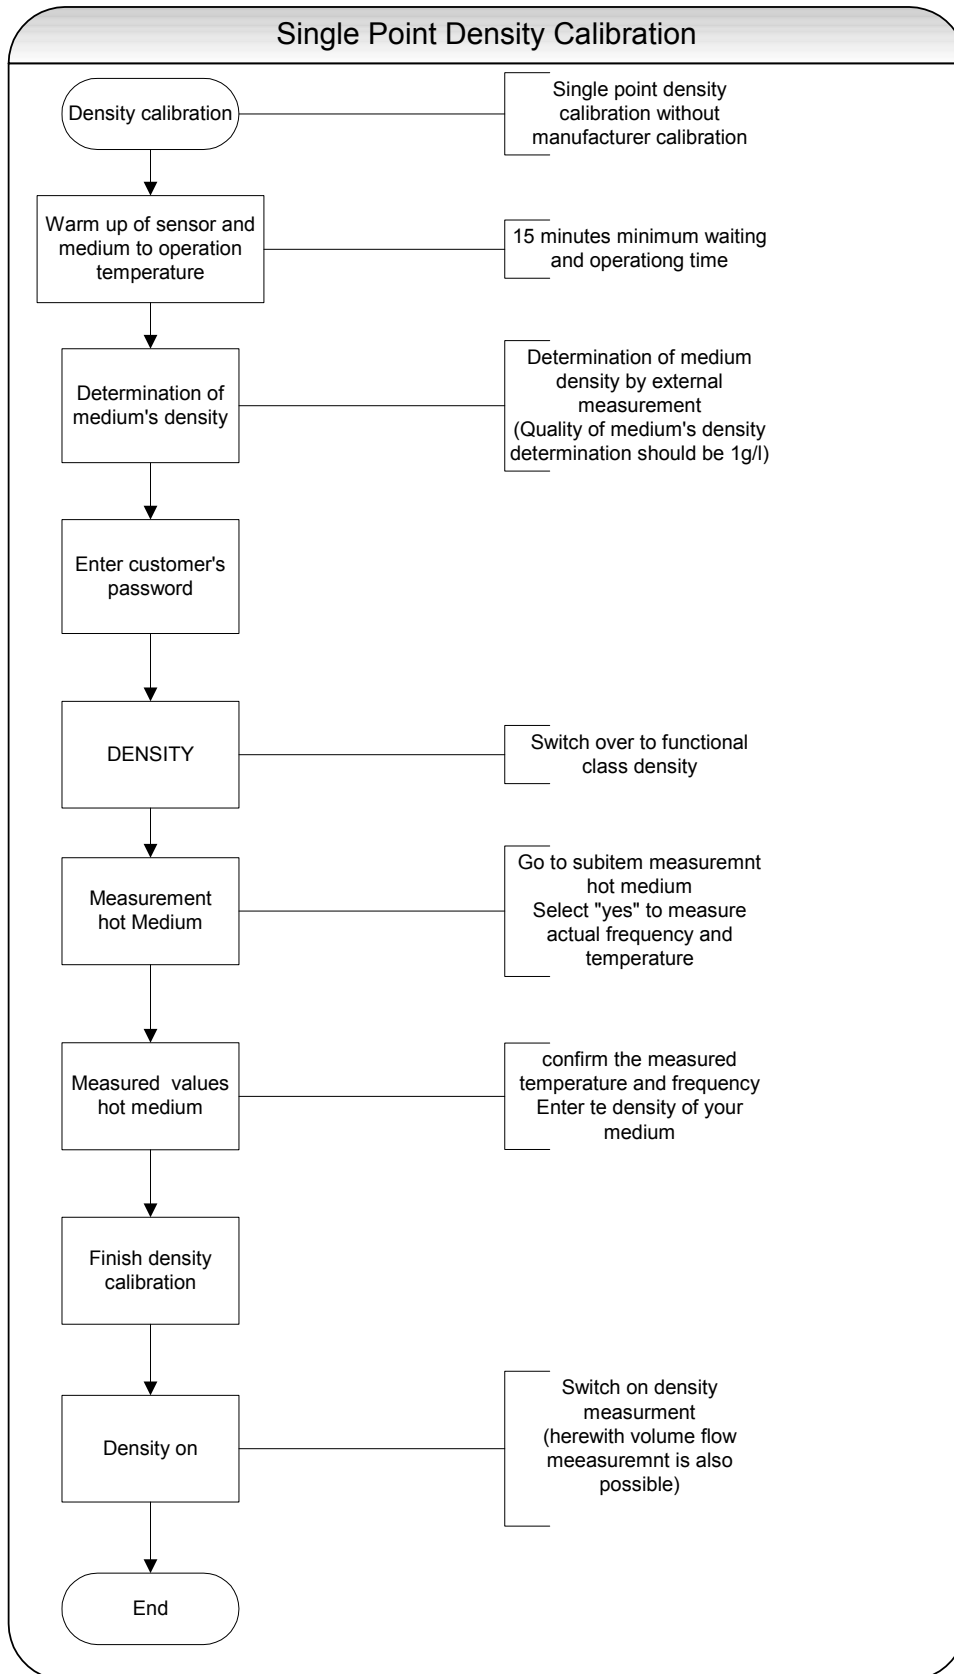 Single Point Density Calibration
Density calibration
Single point density
calibration without
manufacturer calibration
Warm up of sensor and
medium to operation
temperature
15 minutes minimum waiting
and operationg time
Determination of
medium's density
Determination of medium
density by external
measurement
(Quality of medium's density
determination should be 1g/l)
Enter customer's
password
DENSITY
Switch over to functional
class density
Measurement
hot Medium
Go to subitem measuremnt
hot medium
Select "yes" to measure
actual frequency and
temperature
Measured values
hot medium
confirm the measured
temperature and frequency
Enter te density of your
medium
Finish density
calibration
Density on
Switch on density
measurment
(herewith volume flow
meeasuremnt is also
possible)
End